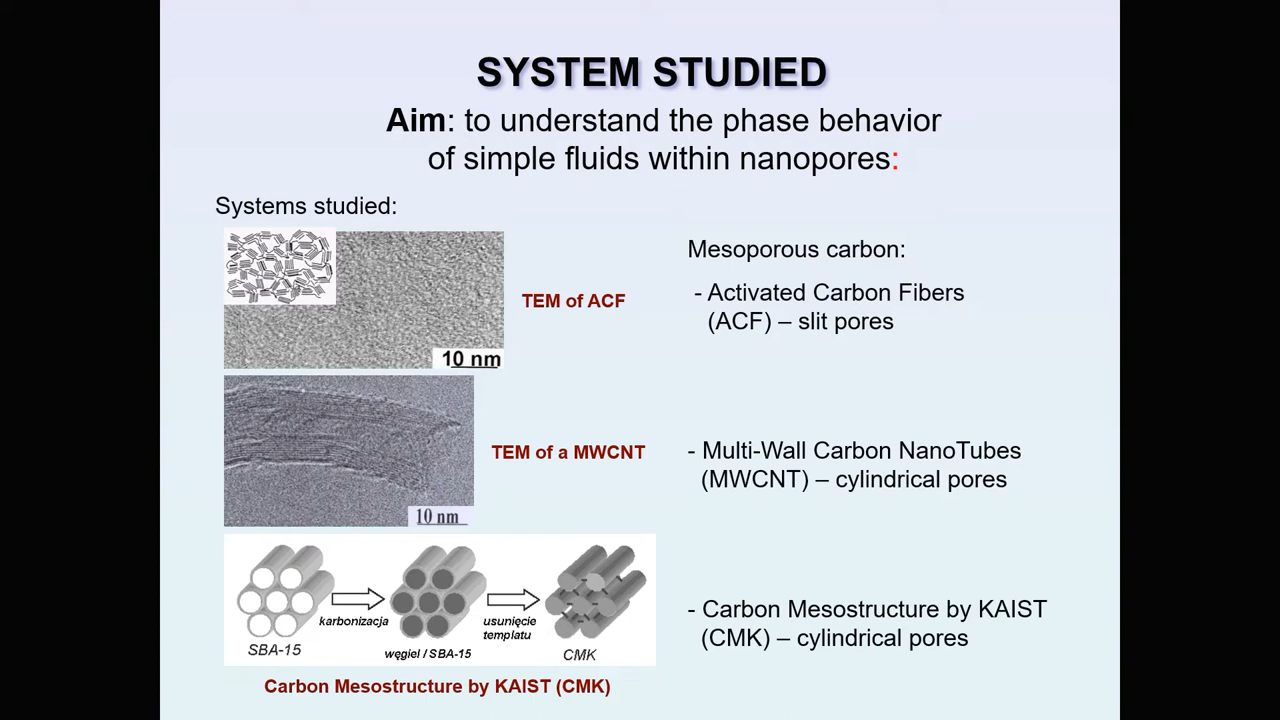 SYSTEM STUDIED
Aim: to understand the phase behavior
of simple fluids within nanopores:
Systems studied:
TEM of ACF
10 nm
Mesoporous carbon:
- Activated Carbon Fibers
(ACF) – slit pores
TEM of a MWCNT
10 nm
- Multi-Wall Carbon NanoTubes
(MWCNT) – cylindrical pores
SBA-15
karbonizacja
węgiel / SBA-15
usunięcie
templatu
CMK
Carbon Mesostructure by KAIST (CMK)
- Carbon Mesostructure by KAIST
(CMK) – cylindrical pores